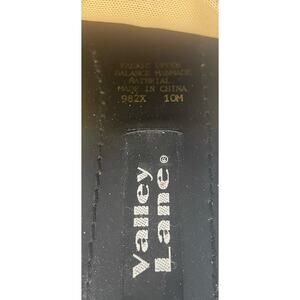 FABRIC UPPER
BALANCE MANMADE
MATERIAL
MADE IN CHINA
982X 10M
Valley
Lane®